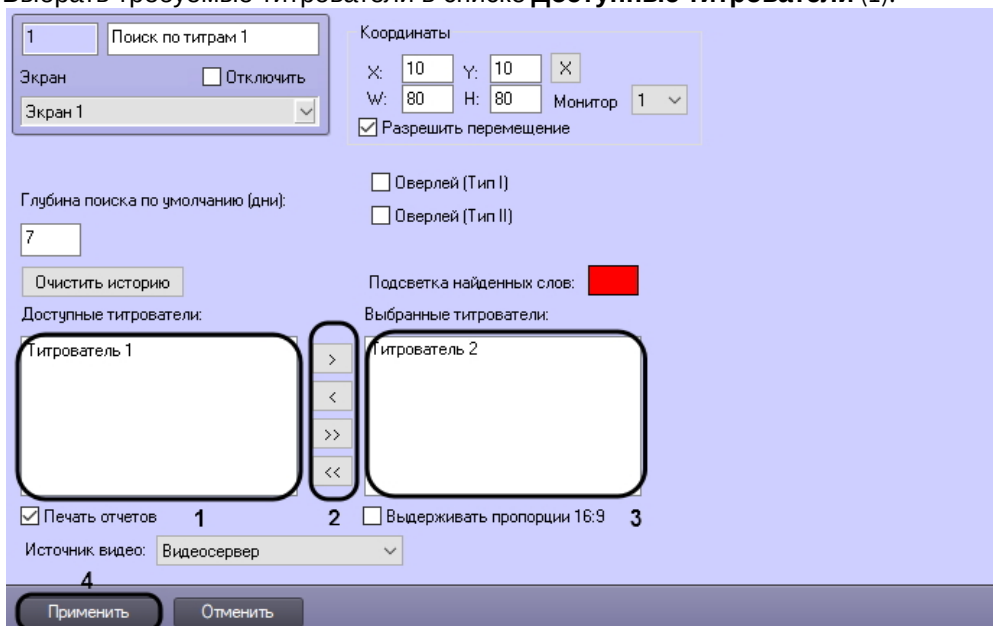 Выбрать требуемые титрователи в списке Доступные титрователи (1).
1 Поиск по титрам 1
Экран Отключить
Экран 1
Координаты
X: 10 Y: 10 X
W: 80 H: 80 Монитор 1
Разрешить перемещение
Оверлей (Тип I)
Глубина поиска по умолчанию (дни):
Оверлей (Тип II)
7
Очистить историю Подсветка найденных слов:
Доступные титрователи: Выбранные титрователи:
Титрователь 1 > Титрователь 2
<
>>
<<
Печать отчетов 1 2 Выдерживать пропорции 16:9 3
Источник видео: Видеосервер
4
Применить Отменить